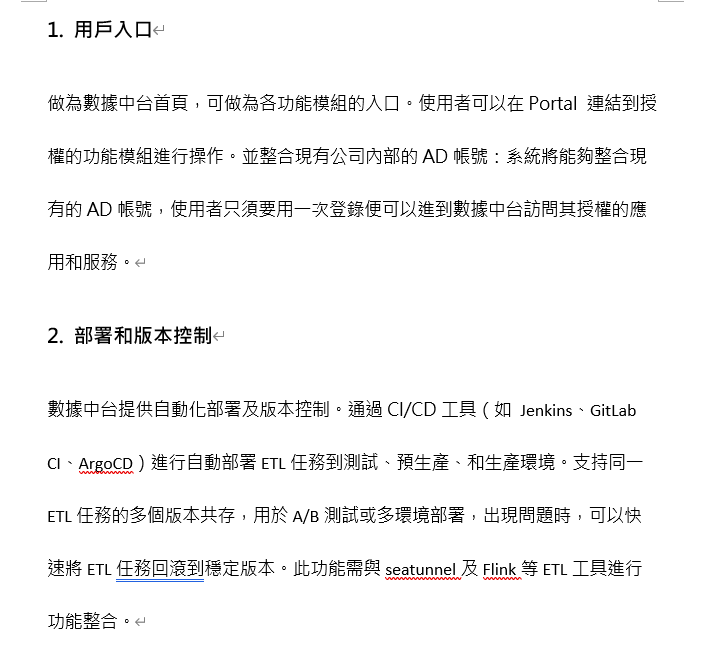 1. 用戶入口
做為數據中台首頁，可做為各功能模組的入口。使用者可以在 Portal 連結到授
權的功能模組進行操作。並整合現有公司內部的 AD 帳號：系統將能夠整合現
有的 AD 帳號，使用者只須要用一次登錄便可以進到數據中台訪問其授權的應
用和服務。
2. 部署和版本控制
數據中台提供自動化部署及版本控制。通過 CI/CD 工具（如 Jenkins、GitLab
CI、ArgoCD）進行自動部署 ETL 任務到測試、預生產、和生產環境。支持同一
ETL 任務的多個版本共存，用於 A/B 測試或多環境部署，出現問題時，可以快
速將 ETL 任務回滾到穩定版本。此功能需與 seatunnel 及 Flink 等 ETL 工具進行
功能整合。